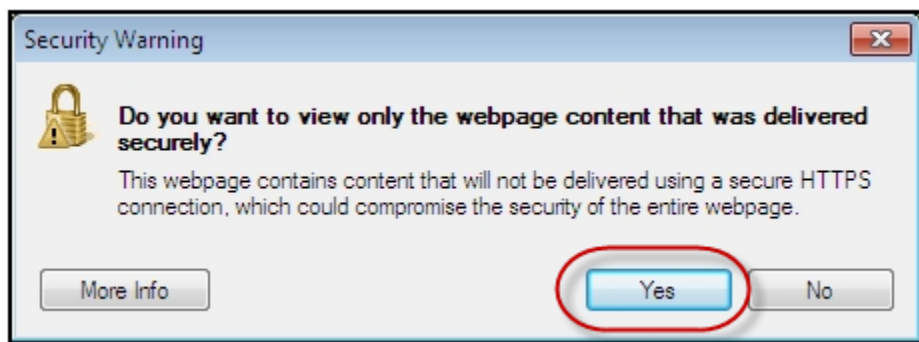 Security Warning
Do you want to view only the webpage content that was delivered
securely?
This webpage contains content that will not be delivered using a secure HTTPS
connection, which could compromise the security of the entire webpage.
More Info
Yes
No